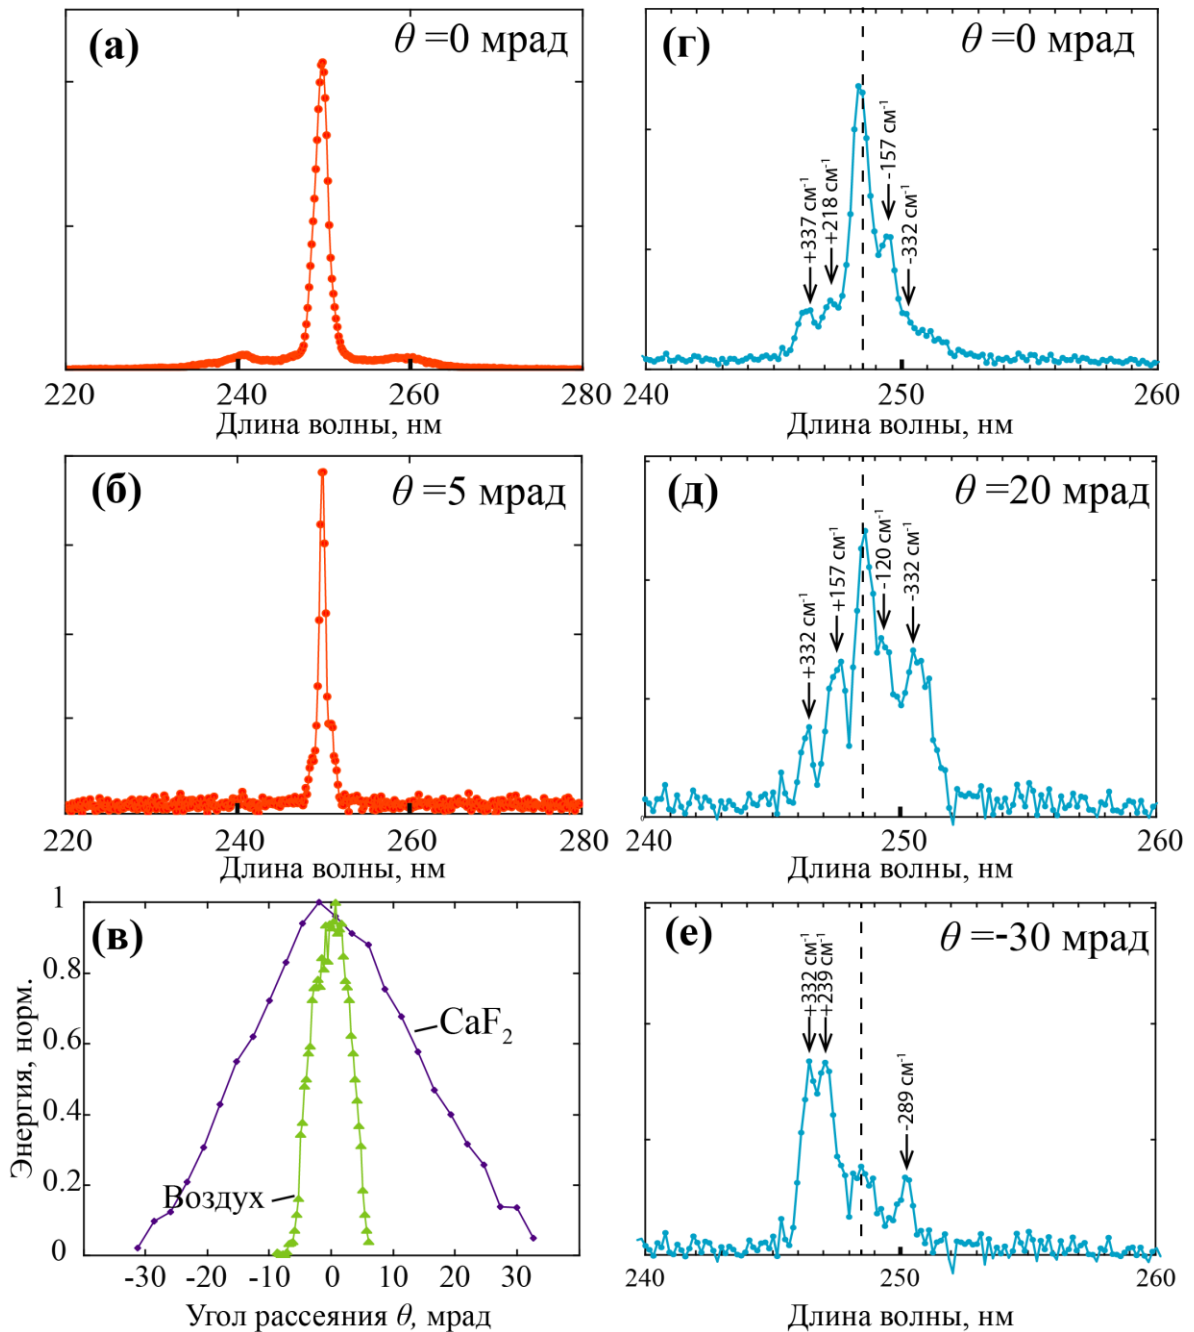 (а)
θ =0 мрад
220
240
260
280
Длина волны, нм
(г)
θ =0 мрад
+337 см-1
+218 см-1
-157 см-1
-332 см-1
240
250
260
Длина волны, нм
(б)
θ =5 мрад
220
240
260
280
Длина волны, нм
(д)
θ =20 мрад
+332 см-1
+157 см-1
-120 см-1
-332 см-1
240
250
260
Длина волны, нм
(в)
Энергия, норм.
1
0.8
0.6
0.4
0.2
0
CaF2
Воздух
-30
-20
-10
0
10
20
30
Угол рассеяния θ, мрад
(е)
θ =-30 мрад
+332 см-1
+239 см-1
-289 см-1
240
250
260
Длина волны, нм